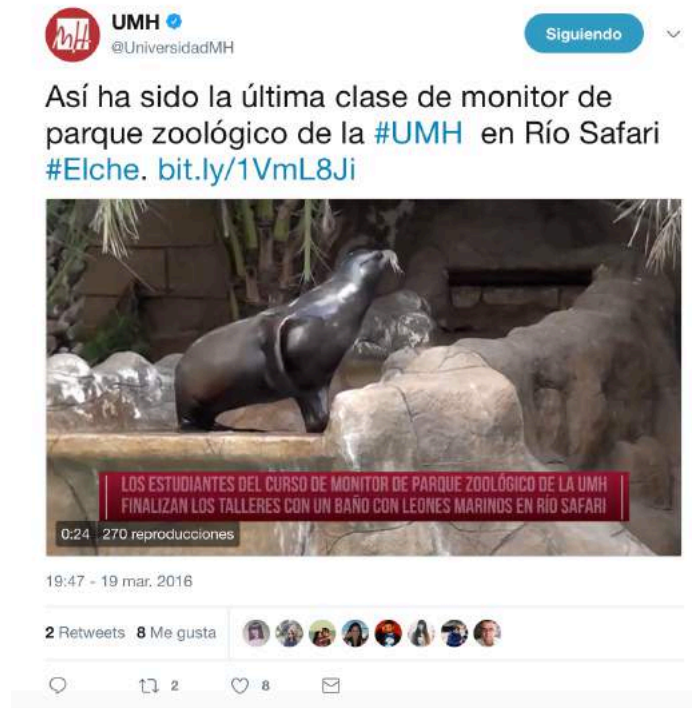 UMH
@UniversidadMH
Siguiendo
Así ha sido la última clase de monitor de
parque zoológico de la #UMH en Río Safari
#Elche. bit.ly/1VmL8Ji
LOS ESTUDIANTES DEL CURSO DE MONITOR DE PARQUE ZOOLÓGICO DE LA UMH
FINALIZAN LOS TALLERES CON UN BAÑO CON LEONES MARINOS EN RÍO SAFARI
0:24 270 reproducciones
19:47 - 19 mar. 2016
2 Retweets 8 Me gusta
2 8